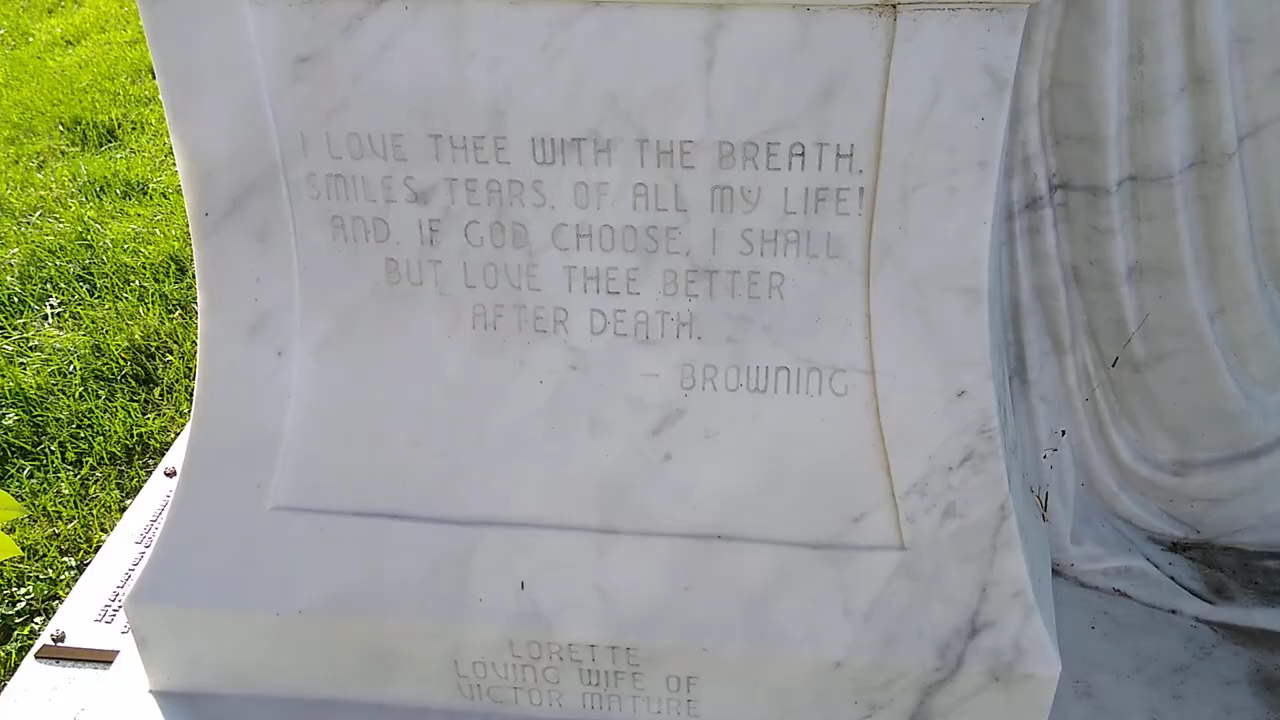 I LOVE THEE WITH THE BREATH,
SMILES, TEARS, OF ALL MY LIFE!
AND, IF GOD CHOOSE, I SHALL
BUT LOVE THEE BETTER
AFTER DEATH.
- BROWNING
LORETTE
LOVING WIFE OF
VICTOR MATURE